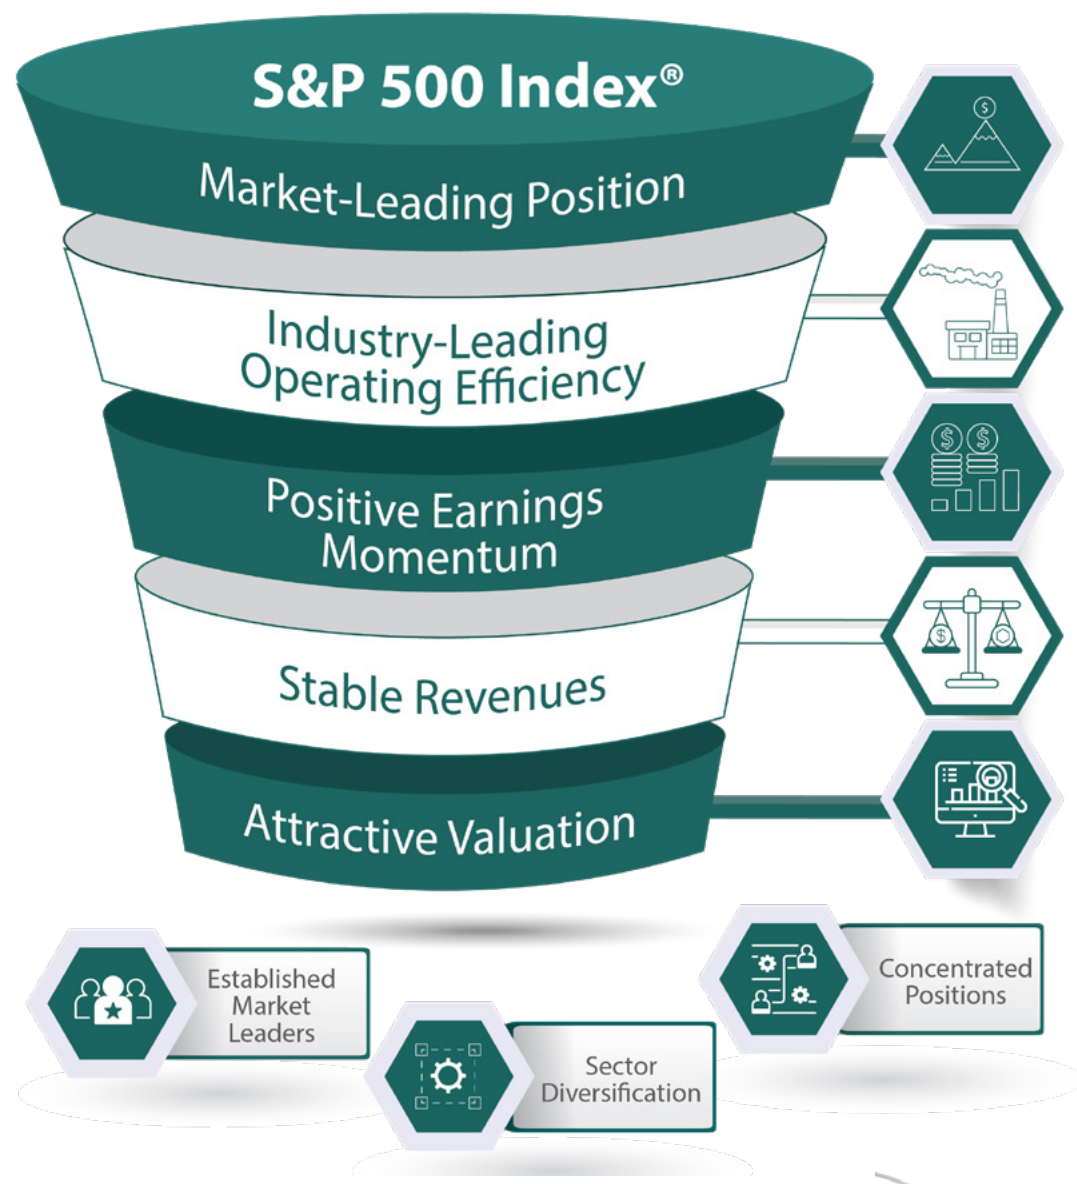 S&P 500 Index®
Market-Leading Position
Industry-Leading
Operating Efficiency
Positive Earnings
Momentum
Stable Revenues
Attractive Valuation
Established
Market
Leaders
Sector
Diversification
Concentrated
Positions